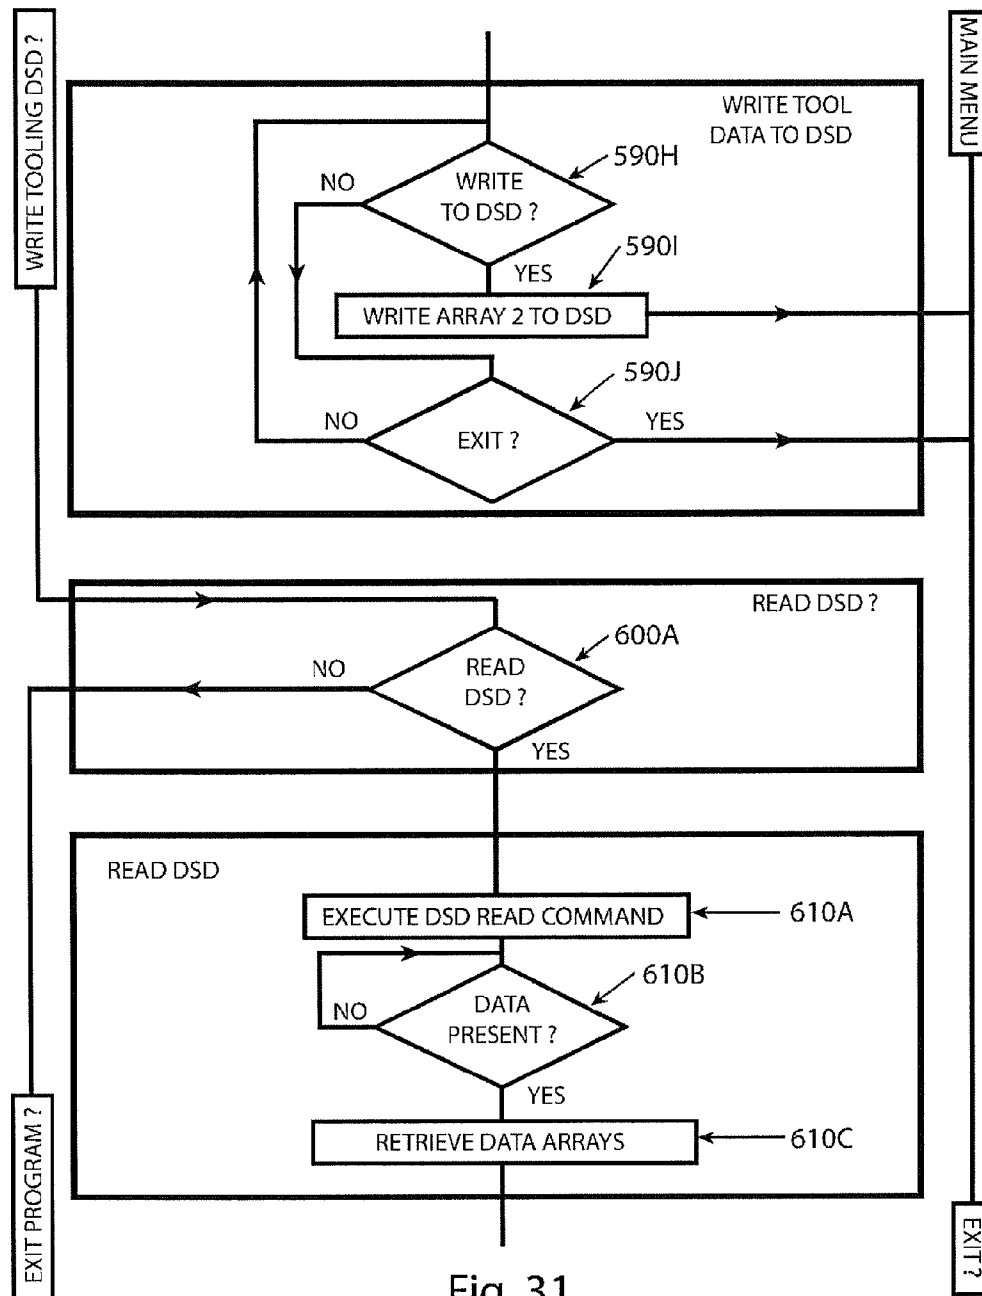 WRITE TOOLING DSD ?
MAIN MENU
WRITE TOOL
DATA TO DSD
590H
NO
WRITE
TO DSD ?
590I
YES
WRITE ARRAY 2 TO DSD
590J
NO
EXIT ?
YES
READ DSD ?
600A
NO
READ
DSD ?
YES
READ DSD
EXECUTE DSD READ COMMAND
610A
610B
NO
DATA
PRESENT ?
YES
RETRIEVE DATA ARRAYS
610C
EXIT PROGRAM ?
EXIT ?
Fig. 31